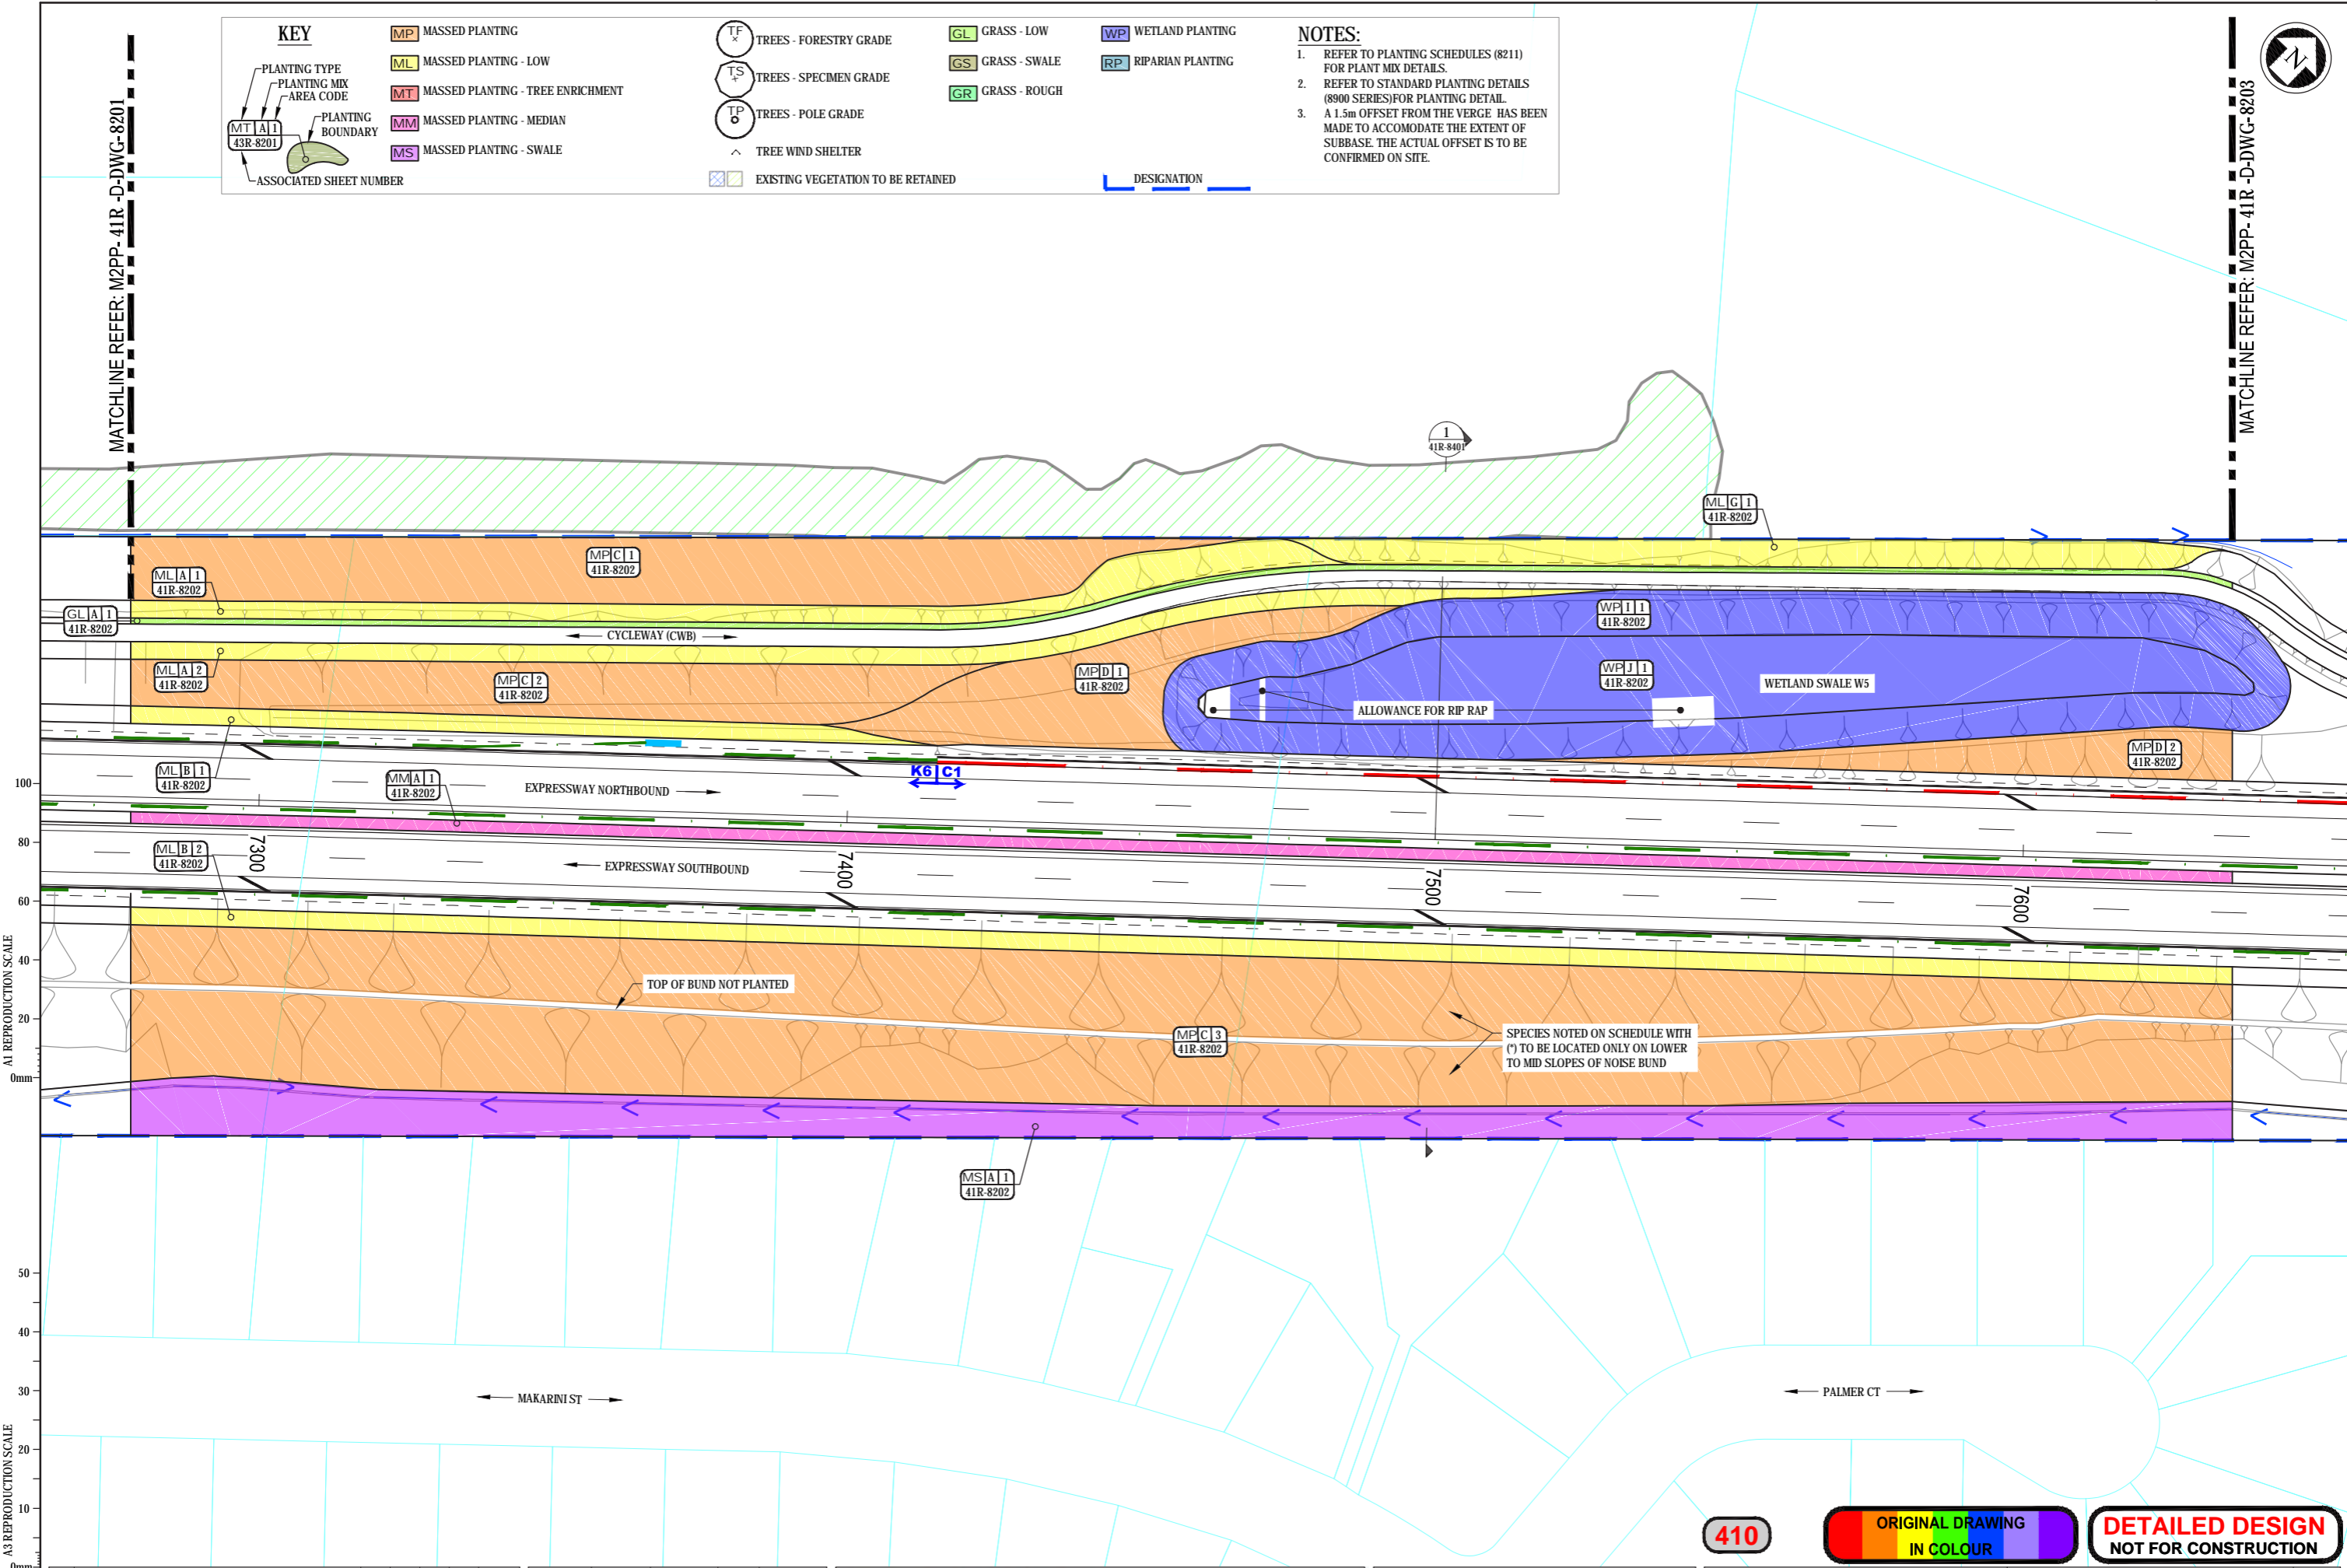 KEY
PLANTING TYPE
PLANTING MIX
AREA CODE
MT A 1
43R-8201
PLANTING
BOUNDARY
ASSOCIATED SHEET NUMBER
MP MASSED PLANTING
ML MASSED PLANTING - LOW
MT MASSED PLANTING - TREE ENRICHMENT
MM MASSED PLANTING - MEDIAN
MS MASSED PLANTING - SWALE
TF TREES - FORESTRY GRADE
TS TREES - SPECIMEN GRADE
TP TREES - POLE GRADE
TREE WIND SHELTER
EXISTING VEGETATION TO BE RETAINED
GL GRASS - LOW
GS GRASS - SWALE
GR GRASS - ROUGH
WP WETLAND PLANTING
RP RIPARIAN PLANTING
DESIGNATION
NOTES:
1. REFER TO PLANTING SCHEDULES (8211)
FOR PLANT MIX DETAILS.
2. REFER TO STANDARD PLANTING DETAILS
(8900 SERIES)FOR PLANTING DETAIL.
3. A 1.5m OFFSET FROM THE VERGE HAS BEEN
MADE TO ACCOMODATE THE EXTENT OF
SUBBASE. THE ACTUAL OFFSET IS TO BE
CONFIRMED ON SITE.
N
MATCHLINE REFER: M2PP- 41R -D-DWG-8201
MATCHLINE REFER: M2PP- 41R -D-DWG-8203
1
41R-8401
ML G 1
41R-8202
MP C 1
41R-8202
ML A 1
41R-8202
GL A 1
41R-8202
CYCLEWAY (CWB)
WP I 1
41R-8202
ML A 2
41R-8202
MP C 2
41R-8202
MP D 1
41R-8202
WP J 1
41R-8202
WETLAND SWALE W5
ALLOWANCE FOR RIP RAP
MP D 2
41R-8202
ML B 1
41R-8202
MM A 1
41R-8202
K6 C1
EXPRESSWAY NORTHBOUND
ML B 2
41R-8202
7300
EXPRESSWAY SOUTHBOUND
7400
7500
7600
TOP OF BUND NOT PLANTED
MP C 3
41R-8202
SPECIES NOTED ON SCHEDULE WITH
(*) TO BE LOCATED ONLY ON LOWER
TO MID SLOPES OF NOISE BUND
MS A 1
41R-8202
100
80
60
40
20
0mm
A1 REPRODUCTION SCALE
50
40
30
20
10
0mm
A3 REPRODUCTION SCALE
MAKARINI ST
PALMER CT
410
ORIGINAL DRAWING
IN COLOUR
DETAILED DESIGN
NOT FOR CONSTRUCTION